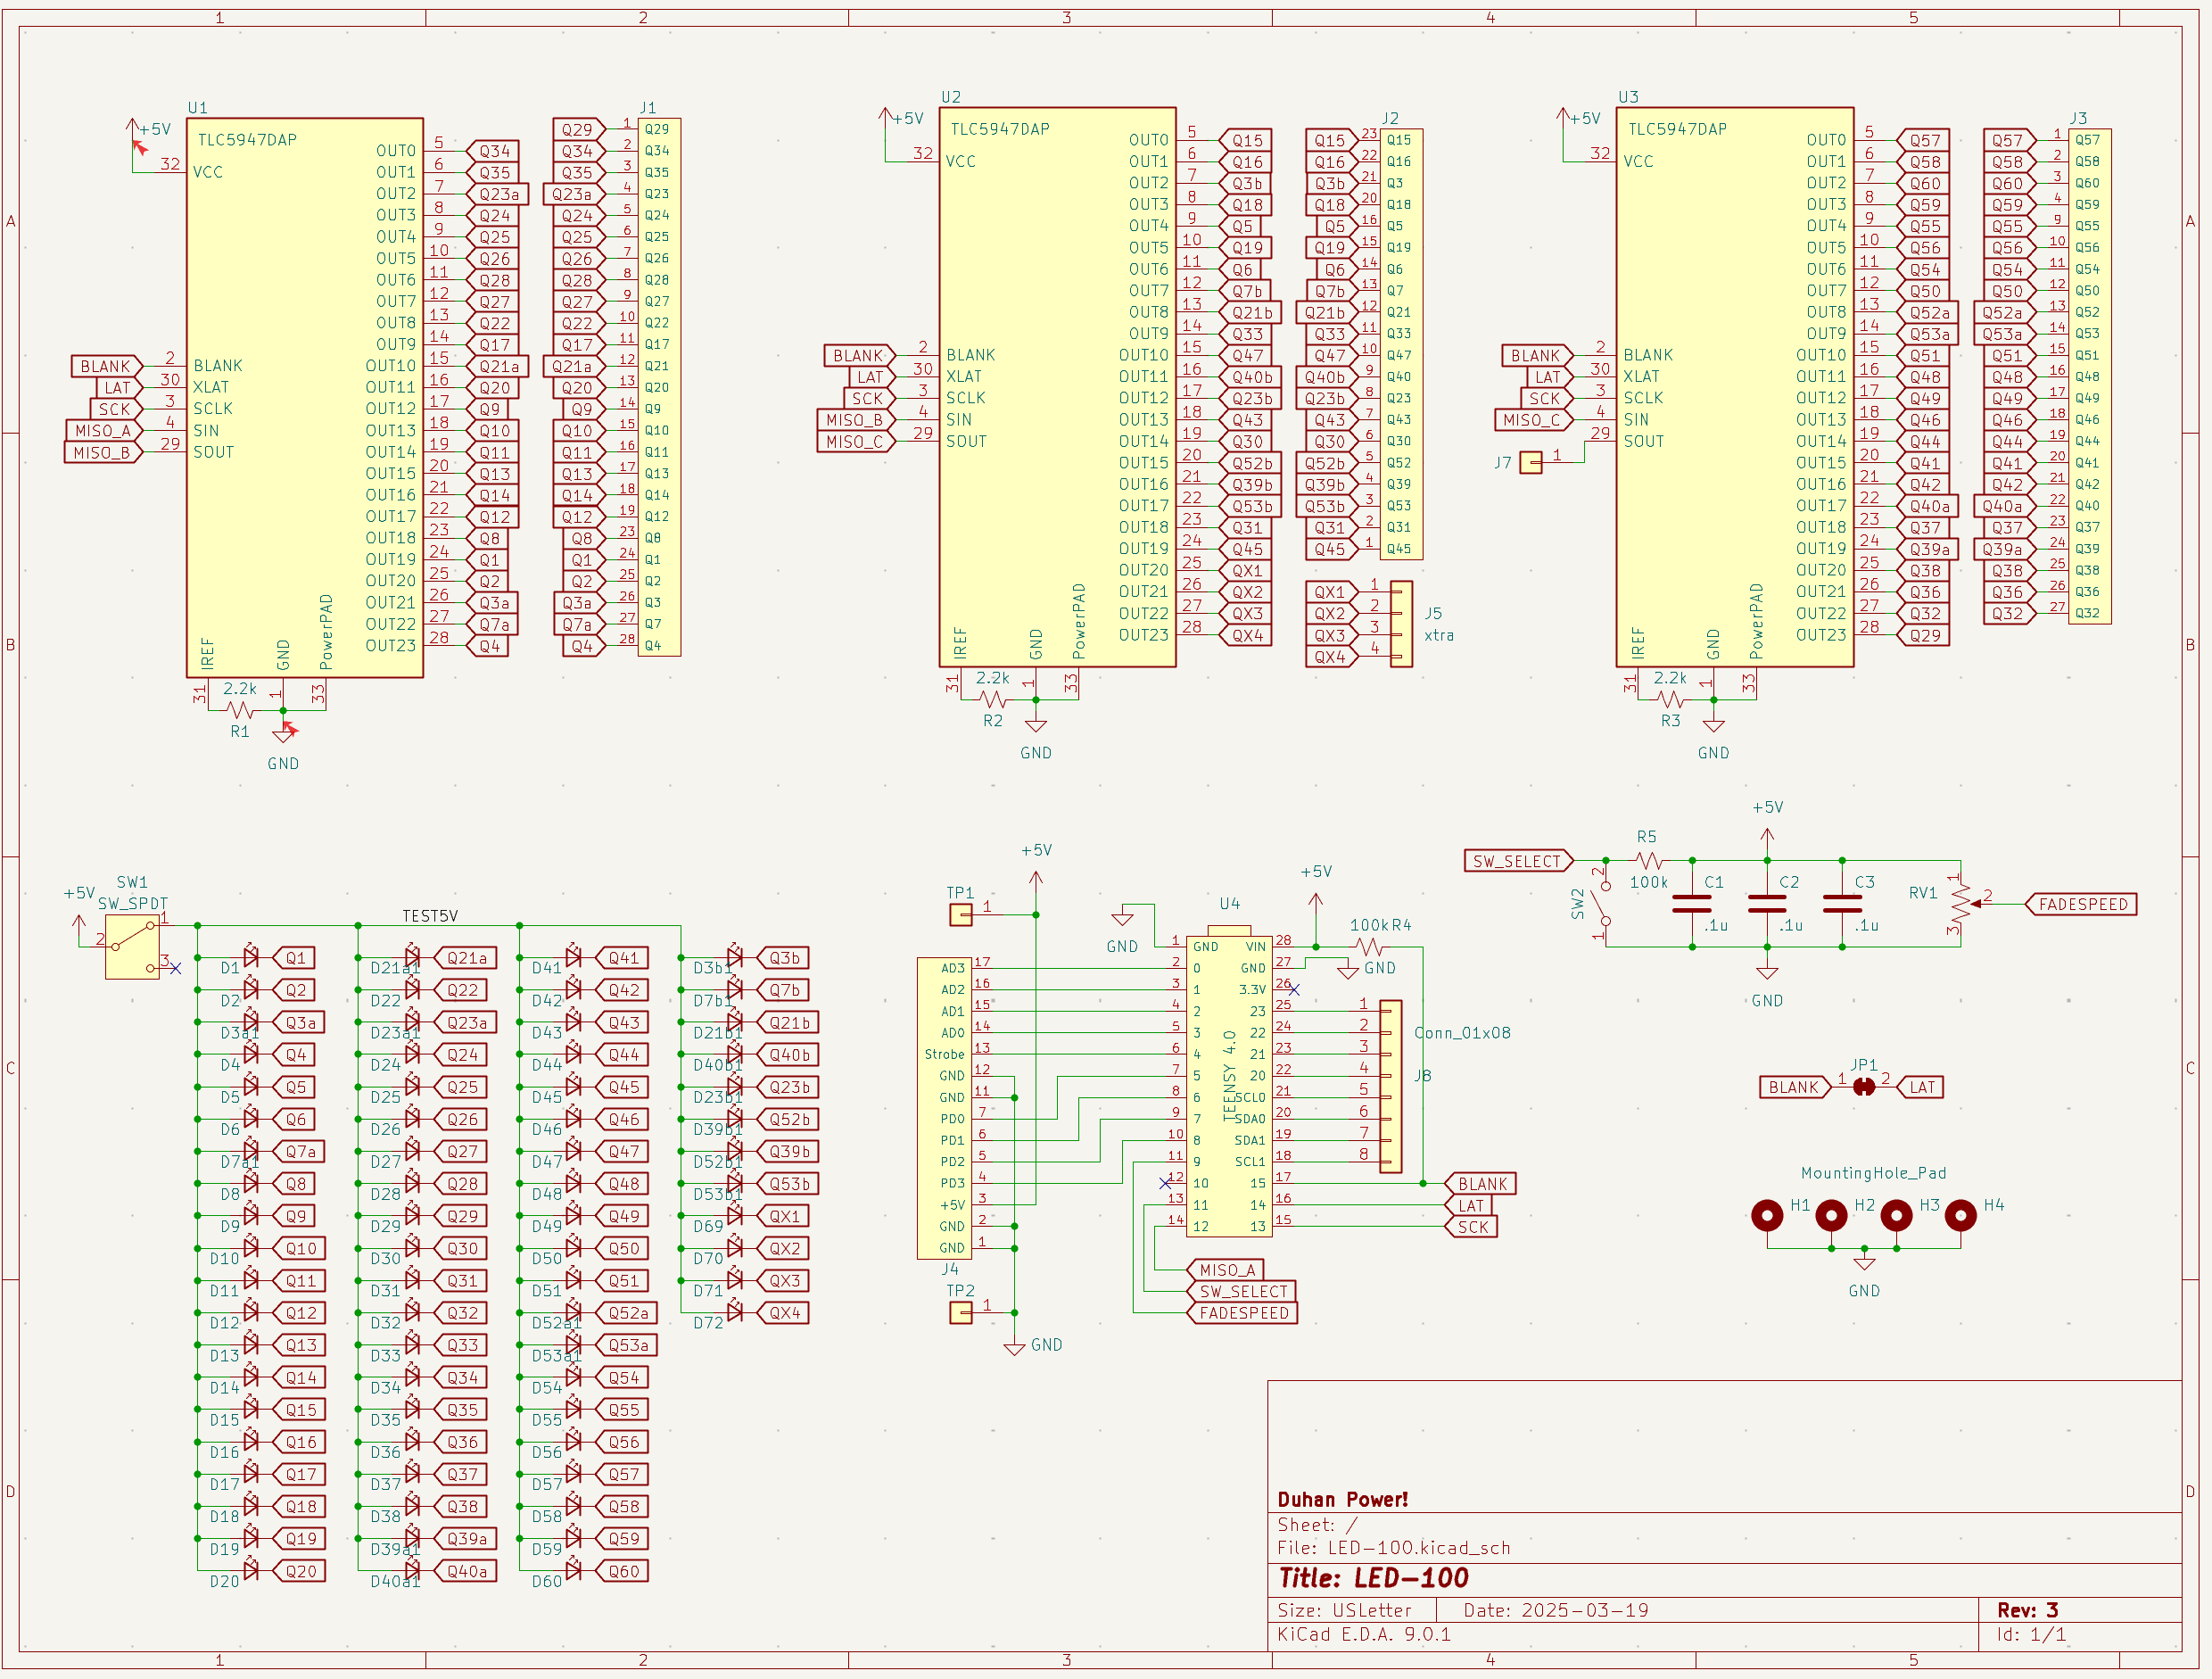 1 2 3 4 5
A
B
C
D
U1
TLC5947DAP
+5V
32 VCC
BLANK 2 BLANK
LAT 30 XLAT
SCK 3 SCLK
MISO_A 4 SIN
MISO_B 29 SOUT
OUT0 5 Q34
OUT1 6 Q35
OUT2 7 Q23a
OUT3 8 Q24
OUT4 9 Q25
OUT5 10 Q26
OUT6 11 Q28
OUT7 12 Q27
OUT8 13 Q22
OUT9 14 Q17
OUT10 15 Q21a
OUT11 16 Q20
OUT12 17 Q9
OUT13 18 Q10
OUT14 19 Q11
OUT15 20 Q13
OUT16 21 Q14
OUT17 22 Q12
OUT18 23 Q8
OUT19 24 Q1
OUT20 25 Q2
OUT21 26 Q3a
OUT22 27 Q7a
OUT23 28 Q4
IREF GND PowerPAD
31 1 33
2.2k
R1
GND
J1
Q29 1 Q29
Q34 2 Q34
Q35 3 Q35
Q23a 4 Q23
Q24 5 Q24
Q25 6 Q25
Q26 7 Q26
Q28 8 Q28
Q27 9 Q27
Q22 10 Q22
Q17 11 Q17
Q21a 12 Q21
Q20 13 Q20
Q9 14 Q9
Q10 15 Q10
Q11 16 Q11
Q13 17 Q13
Q14 18 Q14
Q12 19 Q12
Q8 23 Q8
Q1 24 Q1
Q2 25 Q2
Q3a 26 Q3
Q7a 27 Q7
Q4 28 Q4
U2
TLC5947DAP
+5V
32 VCC
BLANK 2 BLANK
LAT 30 XLAT
SCK 3 SCLK
MISO_B 4 SIN
MISO_C 29 SOUT
OUT0 5 Q15
OUT1 6 Q16
OUT2 7 Q3b
OUT3 8 Q18
OUT4 9 Q5
OUT5 10 Q19
OUT6 11 Q6
OUT7 12 Q7b
OUT8 13 Q21b
OUT9 14 Q33
OUT10 15 Q47
OUT11 16 Q40b
OUT12 17 Q23b
OUT13 18 Q43
OUT14 19 Q30
OUT15 20 Q52b
OUT16 21 Q39b
OUT17 22 Q53b
OUT18 23 Q31
OUT19 24 Q45
OUT20 25 QX1
OUT21 26 QX2
OUT22 27 QX3
OUT23 28 QX4
IREF GND PowerPAD
31 1 33
2.2k
R2
GND
J2
Q15 23 Q15
Q16 22 Q16
Q3b 21 Q3
Q18 20 Q18
Q5 16 Q5
Q19 15 Q19
Q6 14 Q6
Q7b 13 Q7
Q21b 12 Q21
Q33 11 Q33
Q47 10 Q47
Q40b 9 Q40
Q23b 8 Q23
Q43 7 Q43
Q30 6 Q30
Q52b 5 Q52
Q39b 4 Q39
Q53b 3 Q53
Q31 2 Q31
Q45 1 Q45
QX1 1
QX2 2
QX3 3
QX4 4
J5
xtra
U3
TLC5947DAP
+5V
32 VCC
BLANK 2 BLANK
LAT 30 XLAT
SCK 3 SCLK
MISO_C 4 SIN
29 SOUT
J7 1
OUT0 5 Q57
OUT1 6 Q58
OUT2 7 Q60
OUT3 8 Q59
OUT4 9 Q55
OUT5 10 Q56
OUT6 11 Q54
OUT7 12 Q50
OUT8 13 Q52a
OUT9 14 Q53a
OUT10 15 Q51
OUT11 16 Q48
OUT12 17 Q49
OUT13 18 Q46
OUT14 19 Q44
OUT15 20 Q41
OUT16 21 Q42
OUT17 22 Q40a
OUT18 23 Q37
OUT19 24 Q39a
OUT20 25 Q38
OUT21 26 Q36
OUT22 27 Q32
OUT23 28 Q29
IREF GND PowerPAD
31 1 33
2.2k
R3
GND
J3
Q57 1 Q57
Q58 2 Q58
Q60 3 Q60
Q59 4 Q59
Q55 9 Q55
Q56 10 Q56
Q54 11 Q54
Q50 12 Q50
Q52a 13 Q52
Q53a 14 Q53
Q51 15 Q51
Q48 16 Q48
Q49 17 Q49
Q46 18 Q46
Q44 19 Q44
Q41 20 Q41
Q42 21 Q42
Q40a 22 Q40
Q37 23 Q37
Q39a 24 Q39
Q38 25 Q38
Q36 26 Q36
Q32 27 Q32
SW1
+5V SW_SPDT
1
2
3
TEST5V
D1 Q1
D2 Q2
D3a1 Q3a
D4 Q4
D5 Q5
D6 Q6
D7a1 Q7a
D8 Q8
D9 Q9
D10 Q10
D11 Q11
D12 Q12
D13 Q13
D14 Q14
D15 Q15
D16 Q16
D17 Q17
D18 Q18
D19 Q19
D20 Q20
D21a1 Q21a
D22 Q22
D23a1 Q23a
D24 Q24
D25 Q25
D26 Q26
D27 Q27
D28 Q28
D29 Q29
D30 Q30
D31 Q31
D32 Q32
D33 Q33
D34 Q34
D35 Q35
D36 Q36
D37 Q37
D38 Q38
D39a1 Q39a
D40a1 Q40a
D41 Q41
D42 Q42
D43 Q43
D44 Q44
D45 Q45
D46 Q46
D47 Q47
D48 Q48
D49 Q49
D50 Q50
D51 Q51
D52a1 Q52a
D53a1 Q53a
D54 Q54
D55 Q55
D56 Q56
D57 Q57
D58 Q58
D59 Q59
D60 Q60
D3b1 Q3b
D7b1 Q7b
D21b1 Q21b
D40b1 Q40b
D23b1 Q23b
D39b1 Q52b
D52b1 Q39b
D53b1 Q53b
D69 QX1
D70 QX2
D71 QX3
D72 QX4
+5V
TP1 1
AD3 17
AD2 16
AD1 15
AD0 14
Strobe 13
GND 12
GND 11
PD0 7
PD1 6
PD2 5
PD3 4
+5V 3
GND 2
GND 1
J4
TP2 1
GND
GND
U4
TEENSY 4.0
1 GND
2 0
3 1
4 2
5 3
6 4
7 5
8 6
9 7
10 8
11 9
12 10
13 11
14 12
VIN 28
GND 27
3.3V 26
23 25
22 24
21 23
20 22
SCL0 21
SDA0 20
SDA1 19
SCL1 18
15 17
14 16
13 15
+5V
100k R4
GND
1
2
3
4
5
6
7
8
Conn_01x08
J8
BLANK
LAT
SCK
MISO_A
SW_SELECT
FADESPEED
+5V
SW_SELECT
R5
100k
SW2
2
1
C1
.1u
C2
.1u
C3
.1u
RV1
1
2
3
FADESPEED
GND
JP1
BLANK 1 2 LAT
MountingHole_Pad
H1 H2 H3 H4
GND
Duhan Power!
Sheet: /
File: LED-100.kicad_sch
Title: LED-100
Size: USLetter Date: 2025-03-19 Rev: 3
KiCad E.D.A. 9.0.1 Id: 1/1
A
B
C
D
1 2 3 4 5